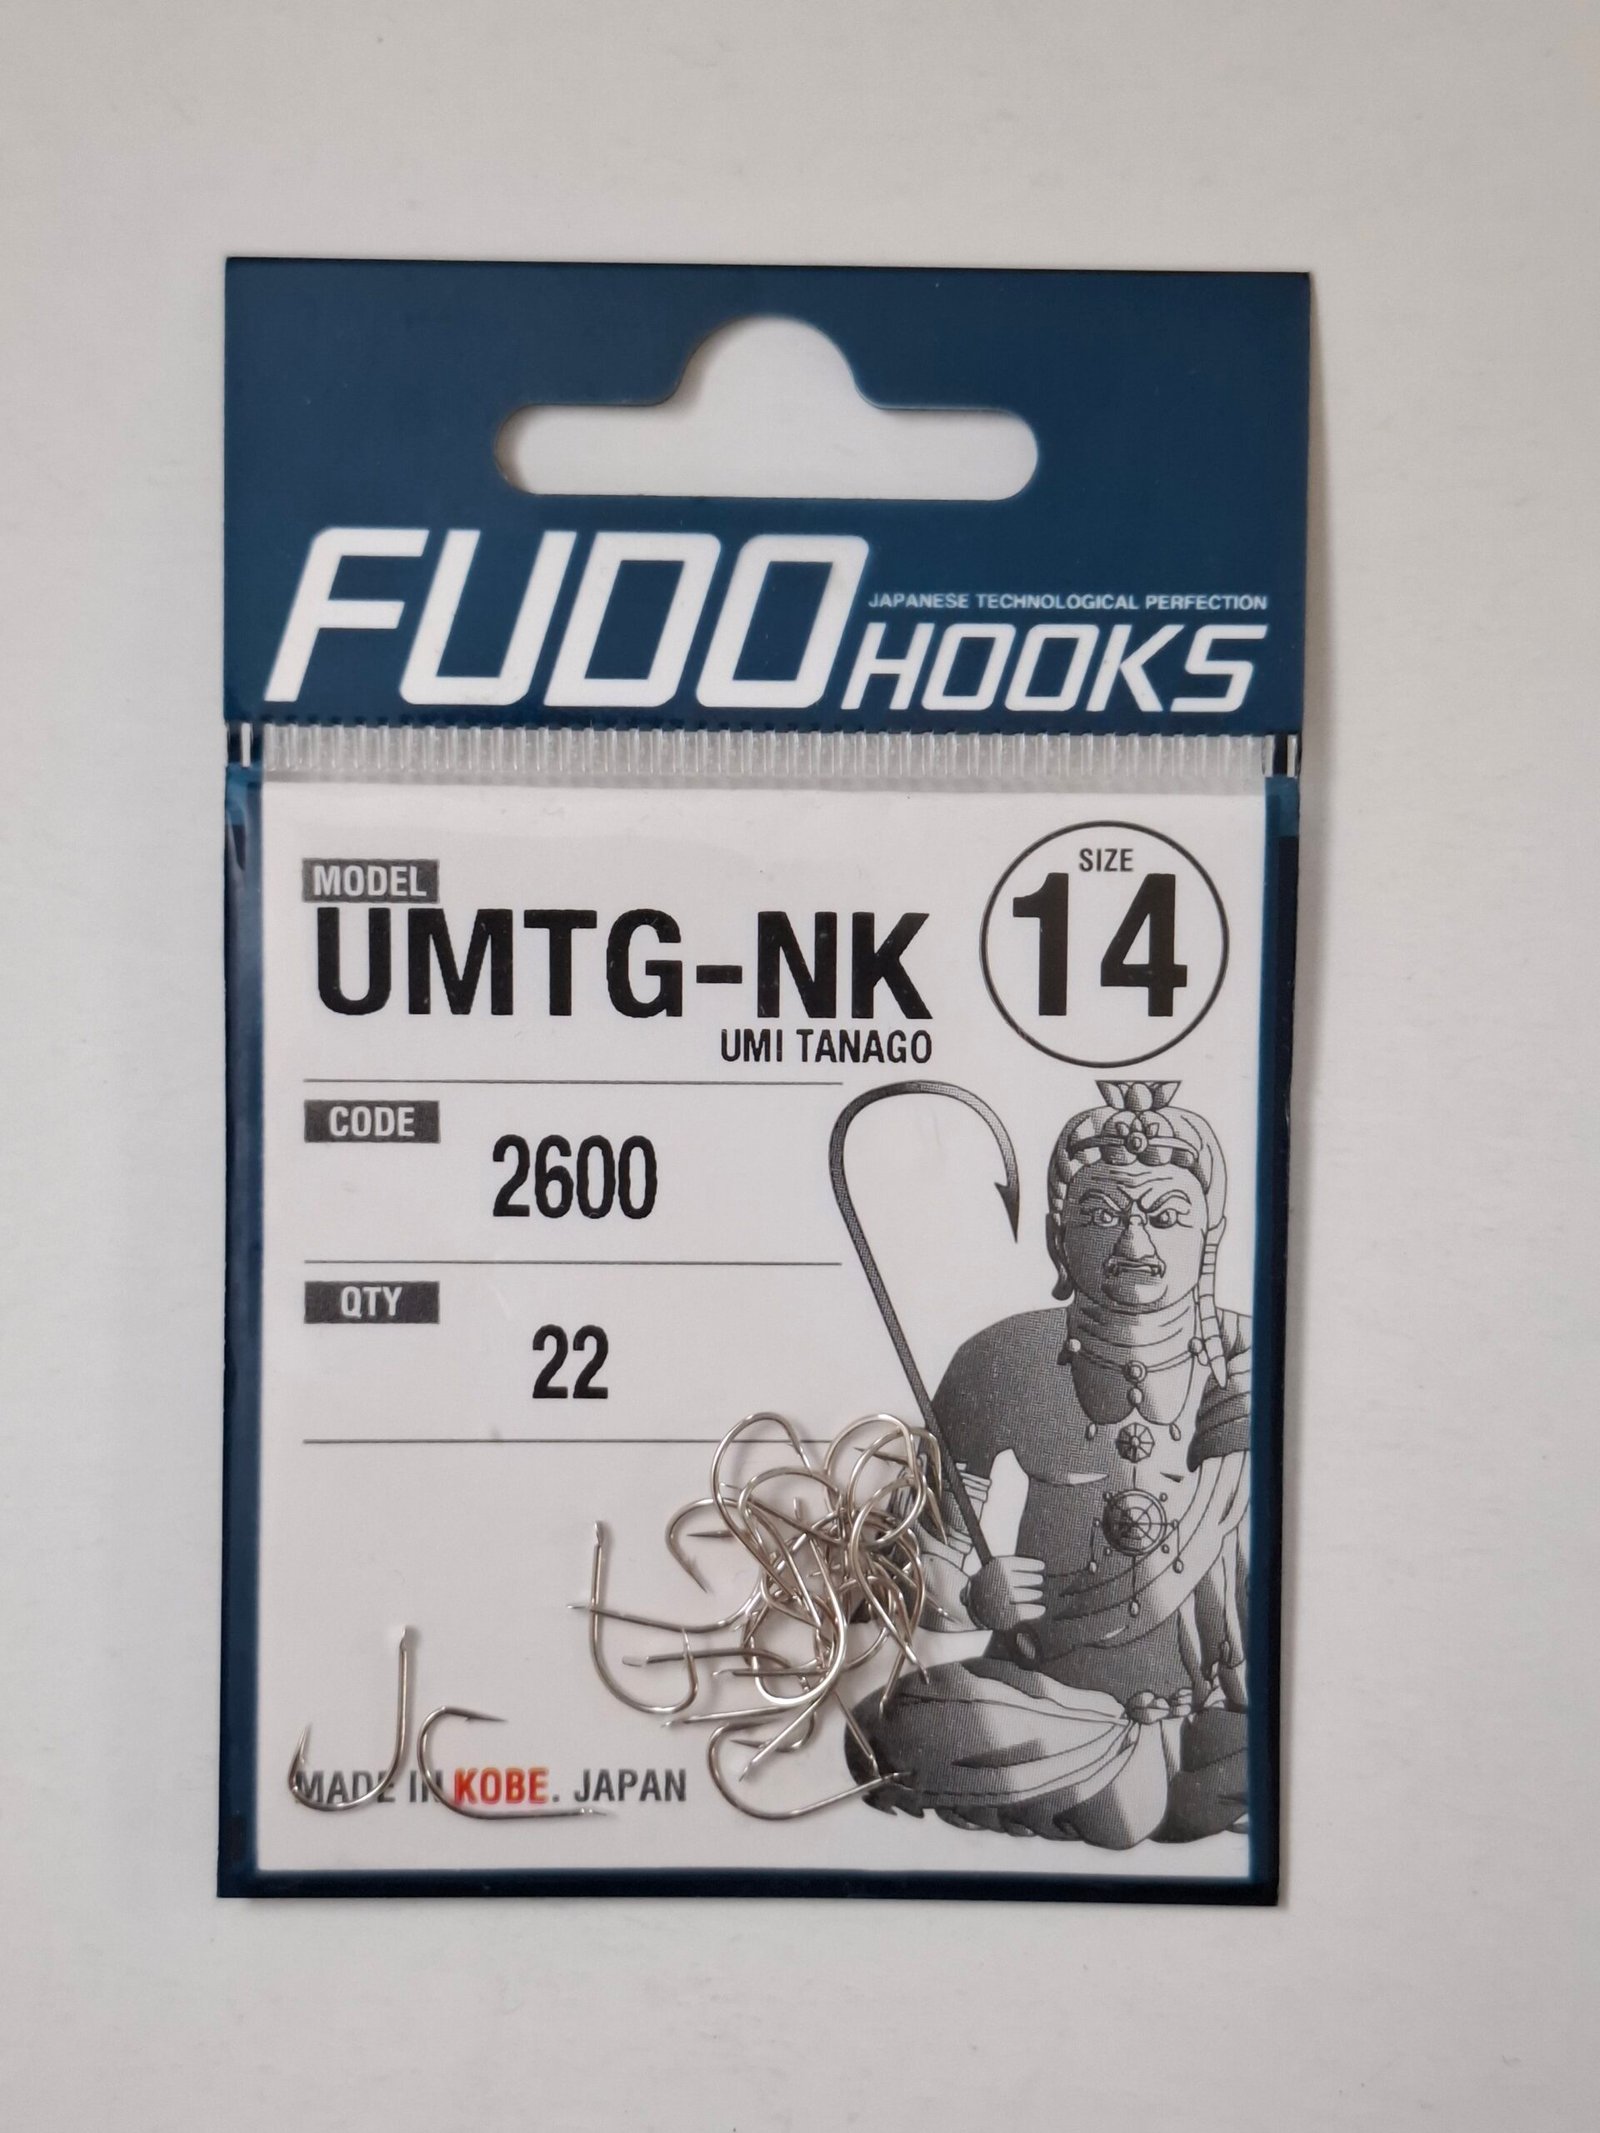 FUDO
JAPANESE TECHNOLOGICAL PERFECTION
HOOKS
MODEL
UMTG-NK
UMI TANAGO
SIZE
14
CODE
2600
QTY
22
MADE IN KOBE. JAPAN